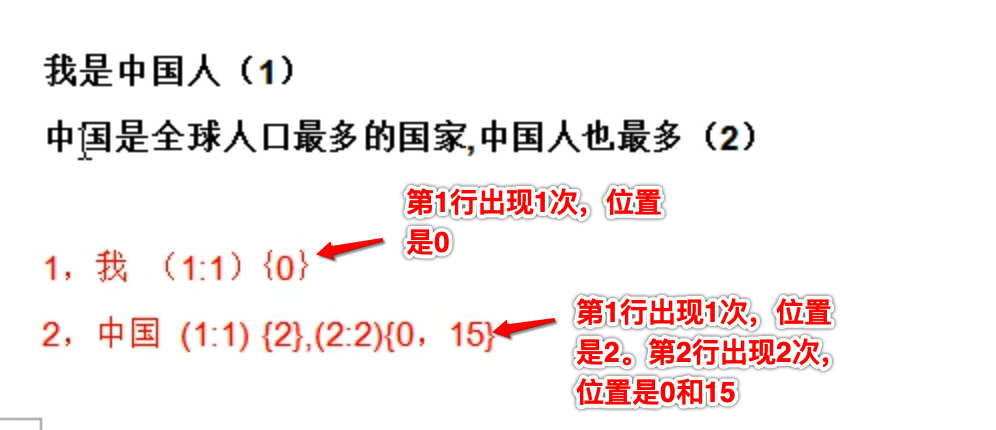 我是中国人（1）
中国是全球人口最多的国家,中国人也最多（2）
第1行出现1次，位置
是0
1，我 （1:1）{0}
2，中国 (1:1) {2},(2:2){0，15}
第1行出现1次，位置
是2。第2行出现2次，
位置是0和15